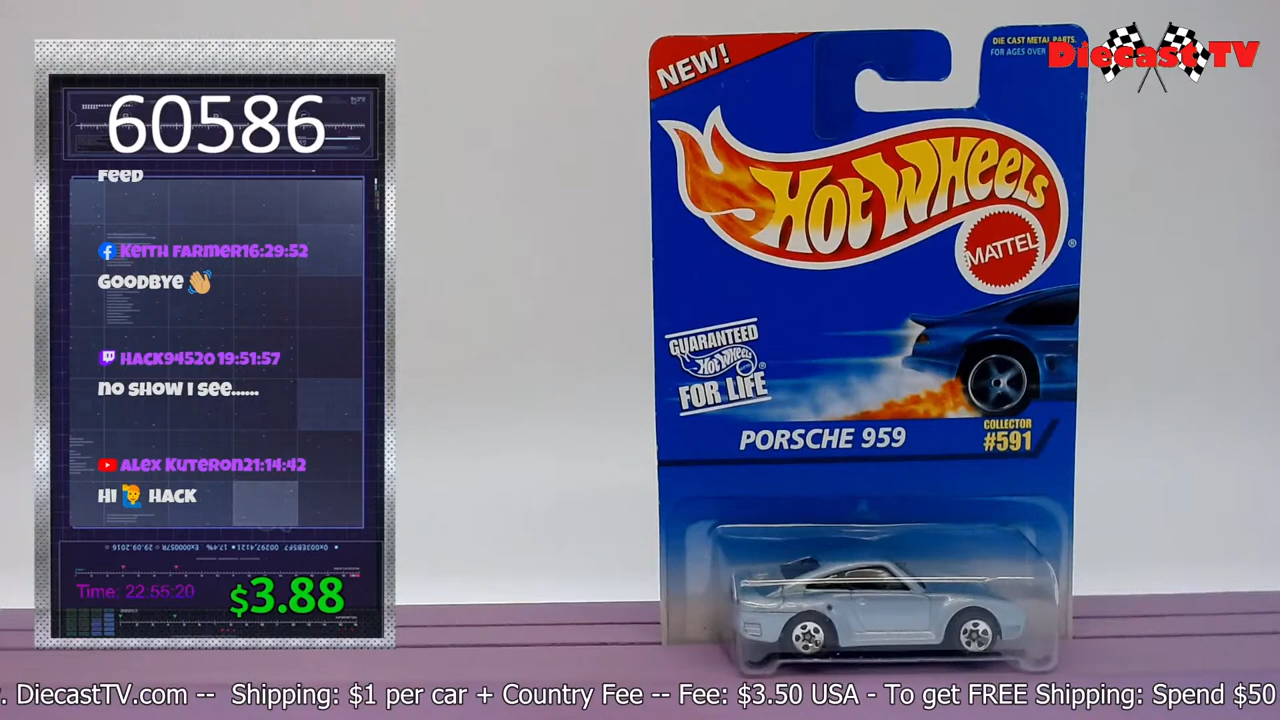 60586
FEED
Keith Farmer16:29:52
GOODBYE 👋
HACK94520 19:51:57
no show I see......
Alex Kuteron21:14:42
HI 🙋 HACK
Time: 22:55:20
$3.88
NEW!
DIE CAST METAL PARTS.
FOR AGES OVER
Diecast TV
HOT WHEELS
MATTEL
®
GUARANTEED
HOT WHEELS
FOR LIFE
PORSCHE 959
COLLECTOR
#591
. DiecastTV.com -- Shipping: $1 per car + Country Fee -- Fee: $3.50 USA - To get FREE Shipping: Spend $50